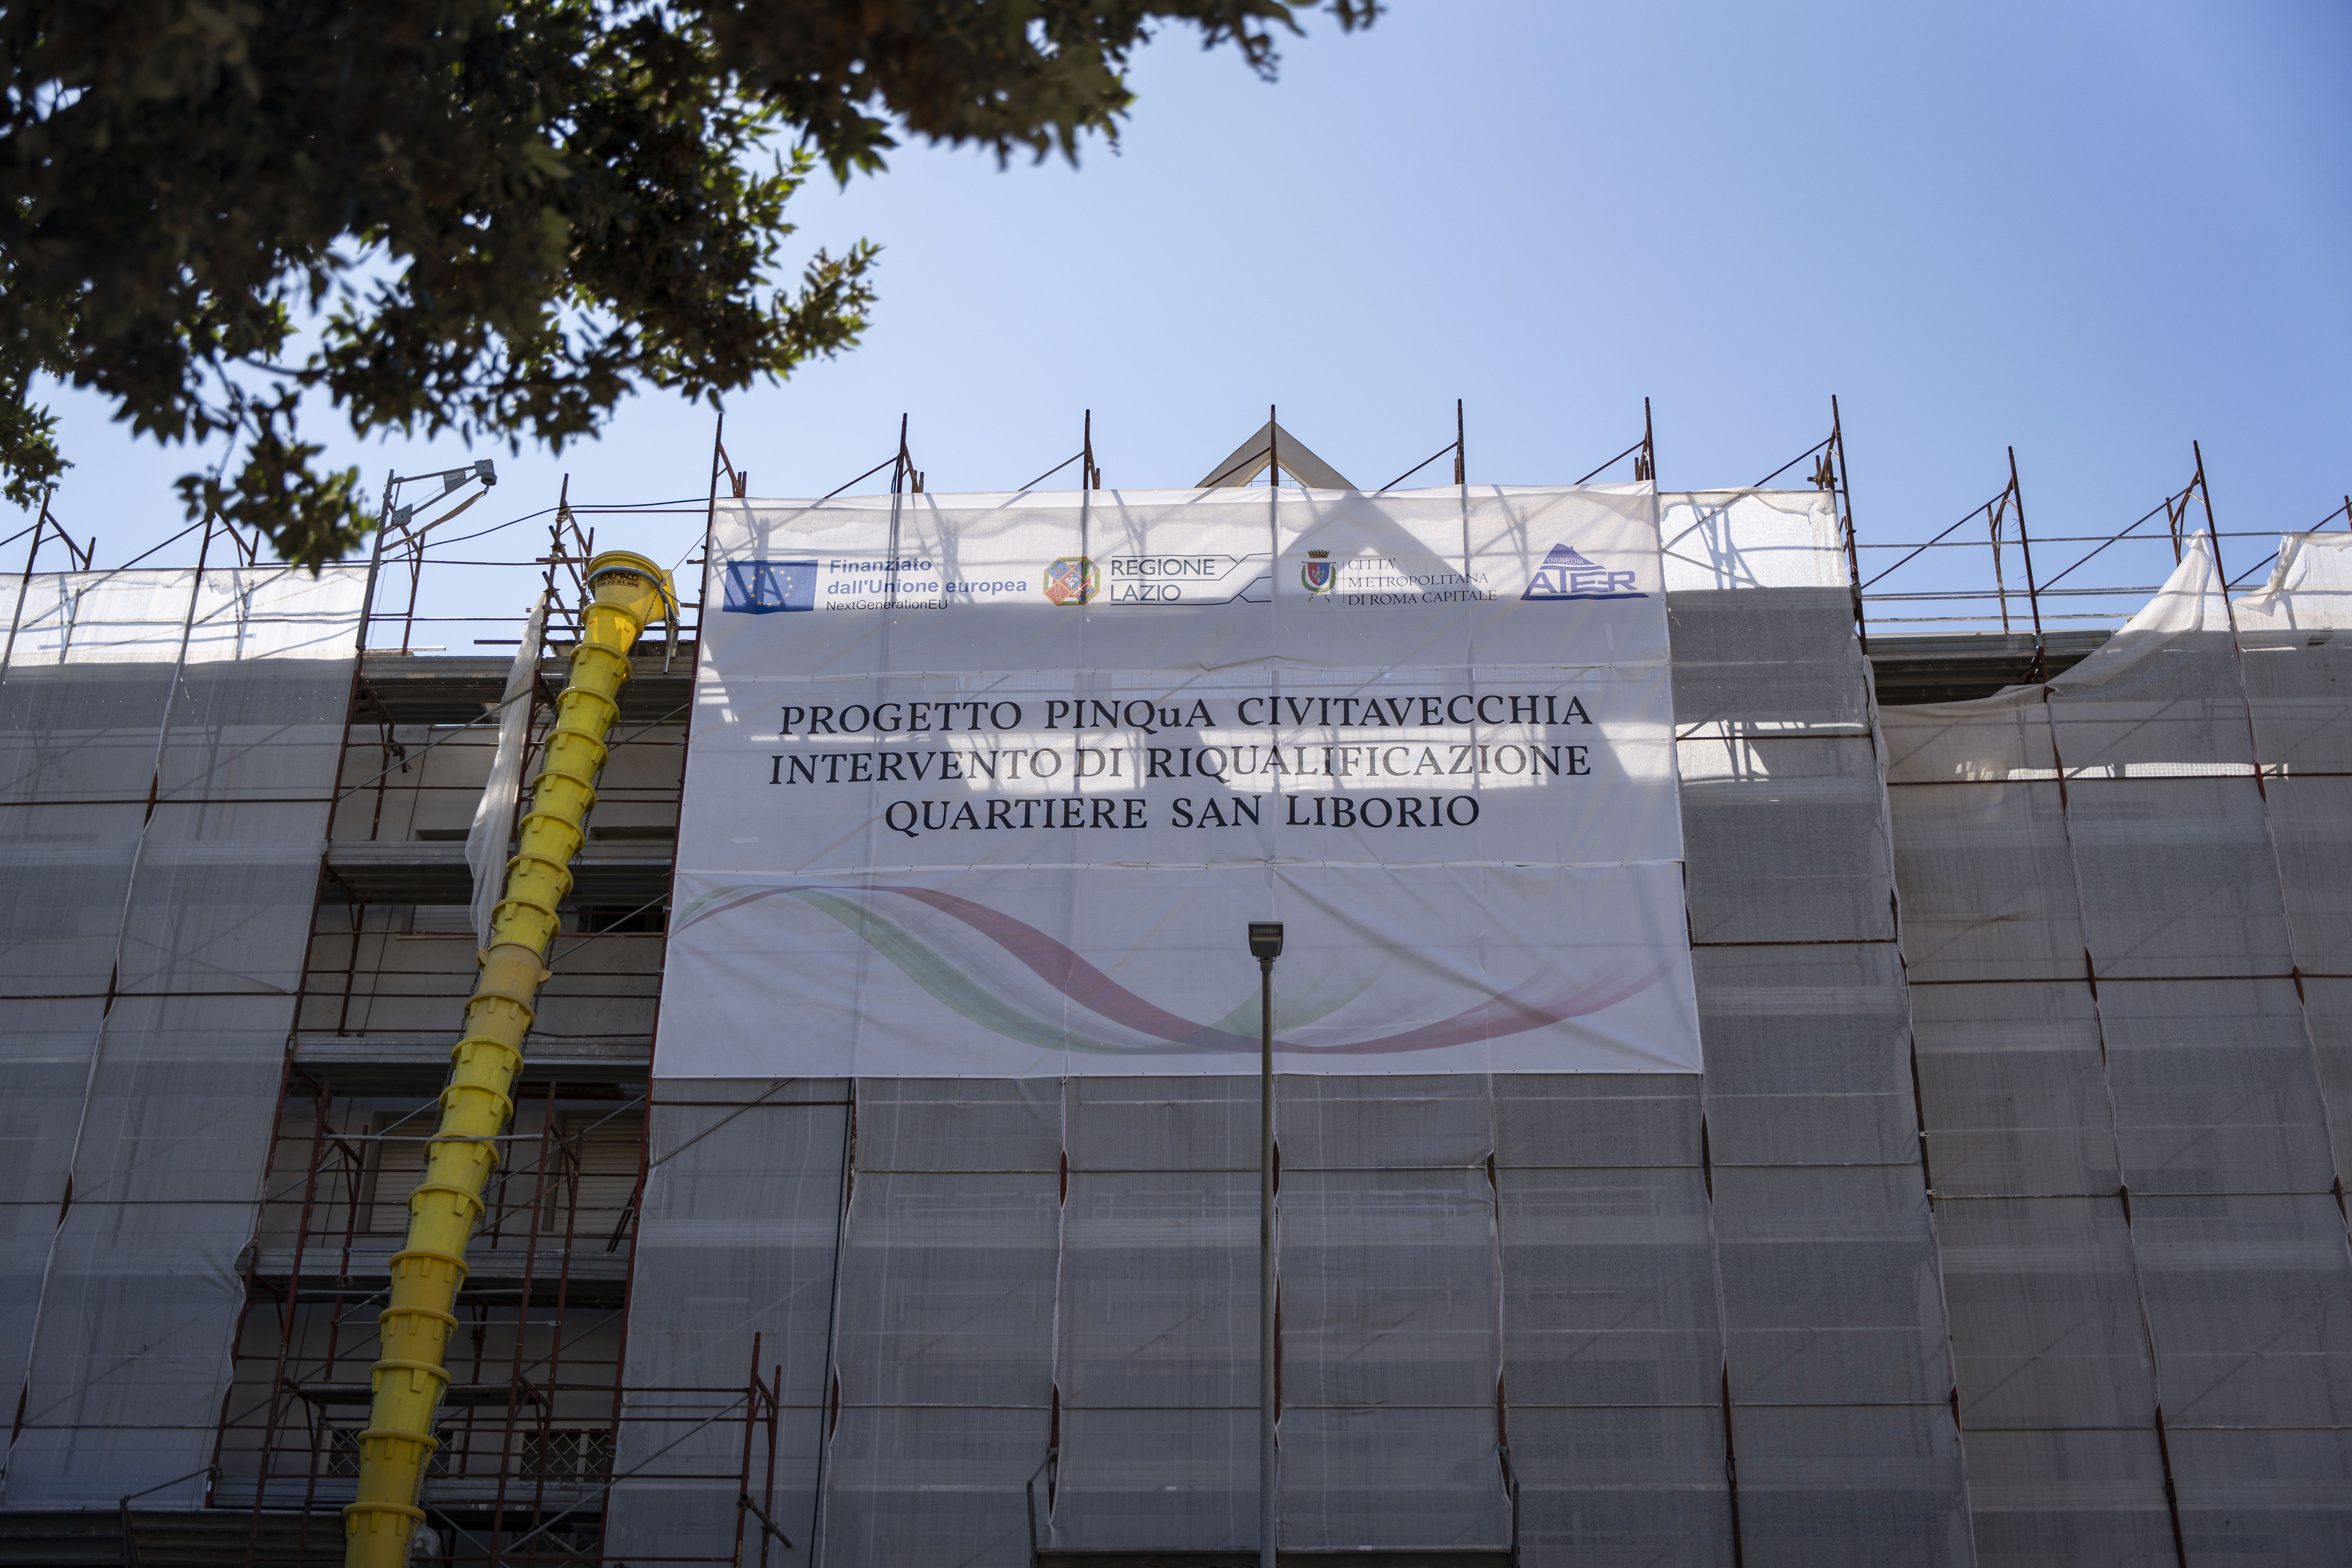 Finanziato
dall'Unione europea
NextGenerationEU
REGIONE
LAZIO
CITTA'
METROPOLITANA
DI ROMA CAPITALE
CIVITAVECCHIA
ATER
PROGETTO PINQuA CIVITAVECCHIA
INTERVENTO DI RIQUALIFICAZIONE
QUARTIERE SAN LIBORIO